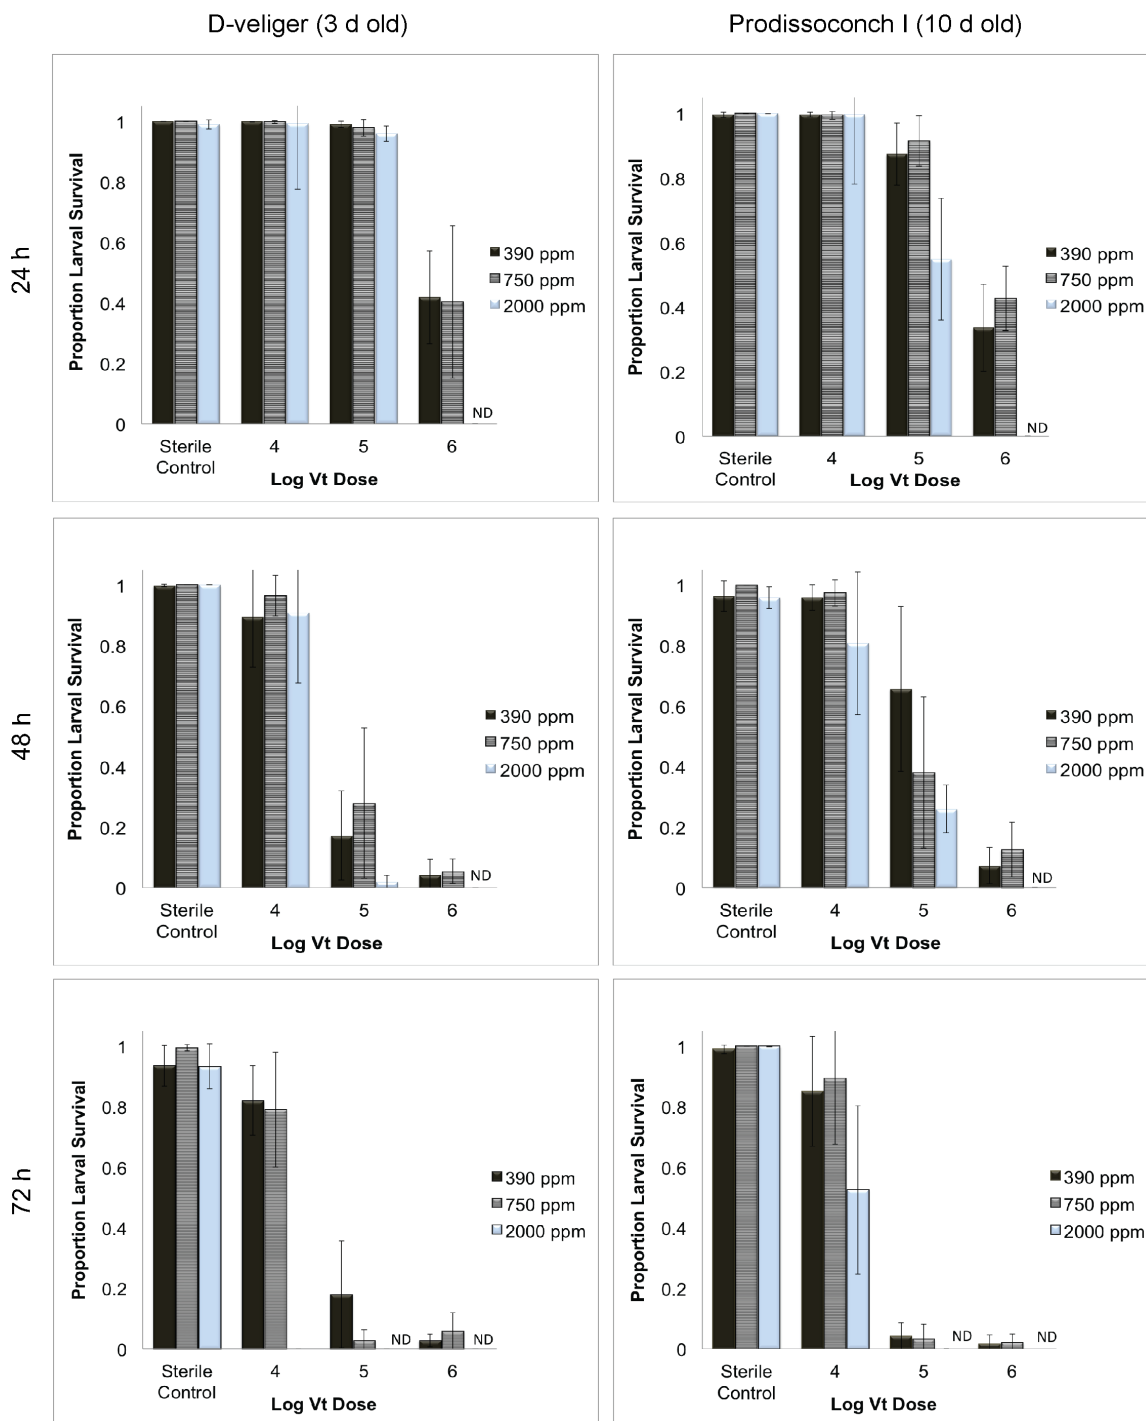 D-veliger (3 d old)
Prodissoconch I (10 d old)
24 h
Proportion Larval Survival
1
0.8
0.6
0.4
0.2
0
390 ppm
750 ppm
2000 ppm
ND
Sterile Control
4
5
6
Log Vt Dose
Proportion Larval Survival
1
0.8
0.6
0.4
0.2
0
390 ppm
750 ppm
2000 ppm
ND
Sterile Control
4
5
6
Log Vt Dose
48 h
Proportion Larval Survival
1
0.8
0.6
0.4
0.2
0
390 ppm
750 ppm
2000 ppm
ND
Sterile Control
4
5
6
Log Vt Dose
Proportion Larval Survival
1
0.8
0.6
0.4
0.2
0
390 ppm
750 ppm
2000 ppm
ND
Sterile Control
4
5
6
Log Vt Dose
72 h
Proportion Larval Survival
1
0.8
0.6
0.4
0.2
0
390 ppm
750 ppm
2000 ppm
ND
ND
Sterile Control
4
5
6
Log Vt Dose
Proportion Larval Survival
1
0.8
0.6
0.4
0.2
0
390 ppm
750 ppm
2000 ppm
ND
ND
Sterile Control
4
5
6
Log Vt Dose